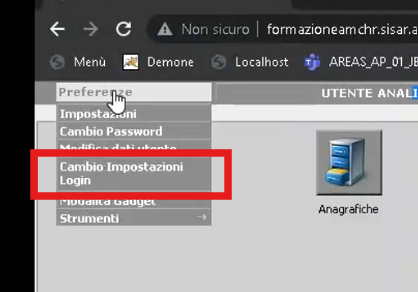 Non sicuro | formazioneamchr.sisar.a
Menù Demone Localhost AREAS_AP_01_JB
Preferenze UTENTE ANALI
Impostazioni
Cambio Password
Modifica dati utente
Cambio Impostazioni
Login
Modalità Gadget
Strumenti
Anagrafiche